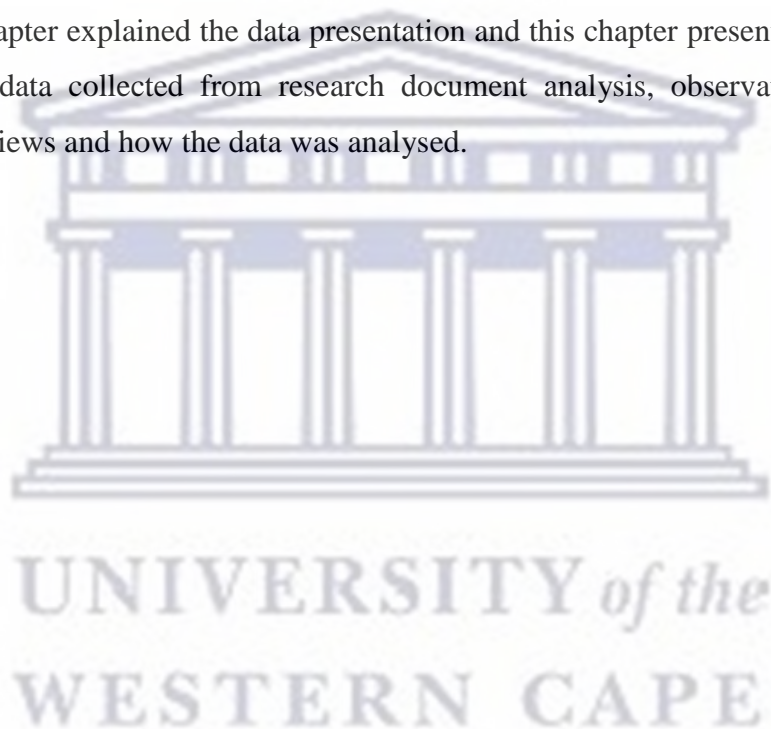 apter explained the data presentation and this chapter presen
data collected from research document analysis, observa
iews and how the data was analysed.
UNIVERSITY of the
WESTERN CAPE